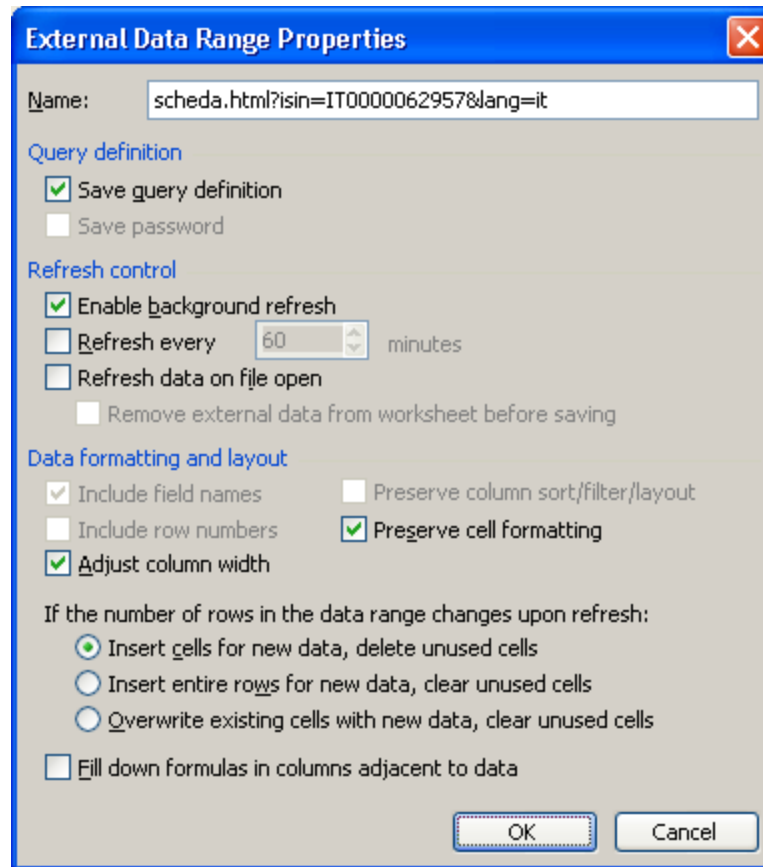 External Data Range Properties
Name: scheda.html?isin=IT0000062957&lang=it
Query definition
Save query definition
Save password
Refresh control
Enable background refresh
Refresh every 60 minutes
Refresh data on file open
Remove external data from worksheet before saving
Data formatting and layout
Include field names Preserve column sort/filter/layout
Include row numbers Preserve cell formatting
Adjust column width
If the number of rows in the data range changes upon refresh:
Insert cells for new data, delete unused cells
Insert entire rows for new data, clear unused cells
Overwrite existing cells with new data, clear unused cells
Fill down formulas in columns adjacent to data
OK Cancel